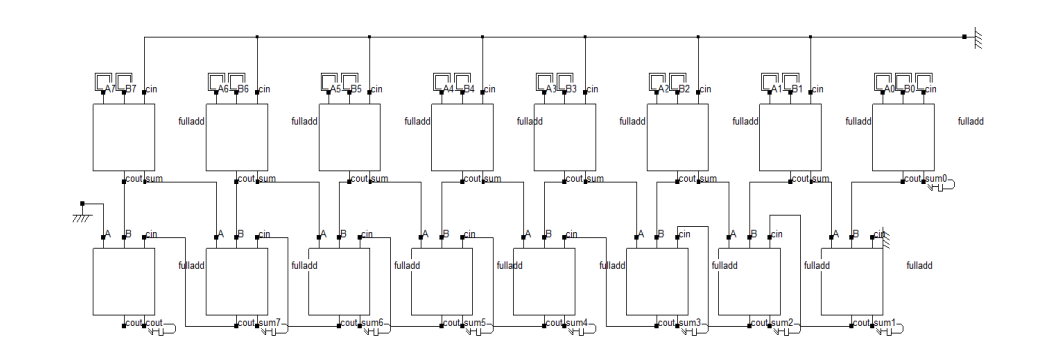 A7 B7 cin A6 B6 cin A5 B5 cin A4 B4 cin A3 B3 cin A2 B2 cin A1 B1 cin A0 B0 cin
fulladd fulladd fulladd fulladd fulladd fulladd fulladd fulladd
cout sum cout sum cout sum cout sum cout sum cout sum cout sum cout sum0
A B cin A B cin A B cin A B cin A B cin A B cin A B cin A B cin
fulladd fulladd fulladd fulladd fulladd fulladd fulladd fulladd
cout cout cout sum7 cout sum6 cout sum5 cout sum4 cout sum3 cout sum2 cout sum1